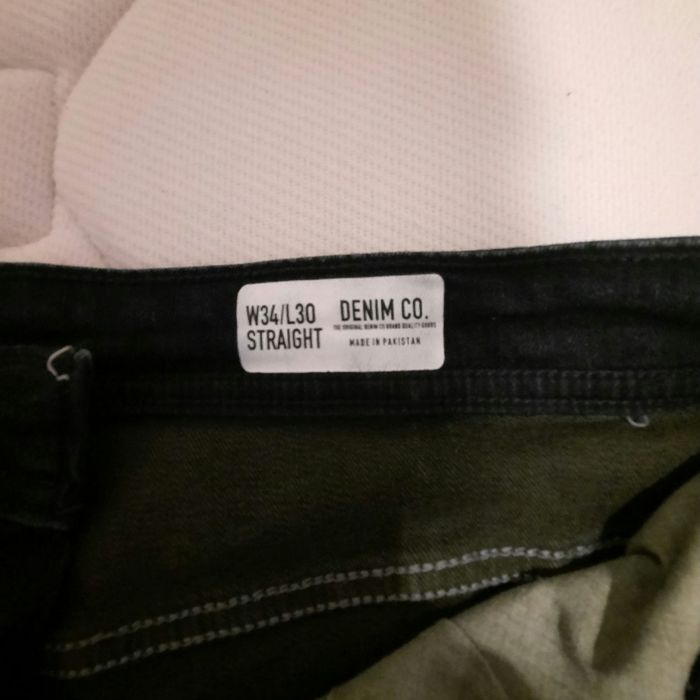 W34/L30
STRAIGHT
DENIM CO.
THE ORIGINAL DENIM CO BRAND QUALITY GOODS
MADE IN PAKISTAN